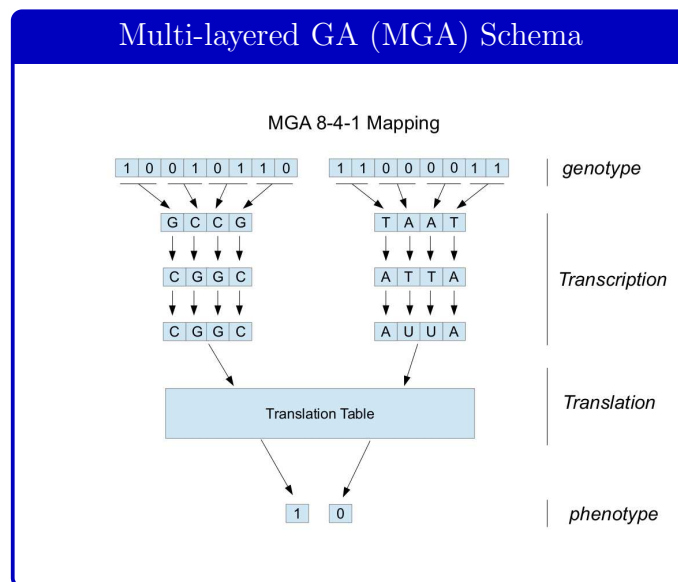 Multi-layered GA (MGA) Schema
MGA 8-4-1 Mapping
1 0 0 1 0 1 1 0 1 1 0 0 0 0 1 1 genotype
G C C G T A A T
C G G C A T T A Transcription
C G G C A U U A
Translation Table Translation
1 0 phenotype